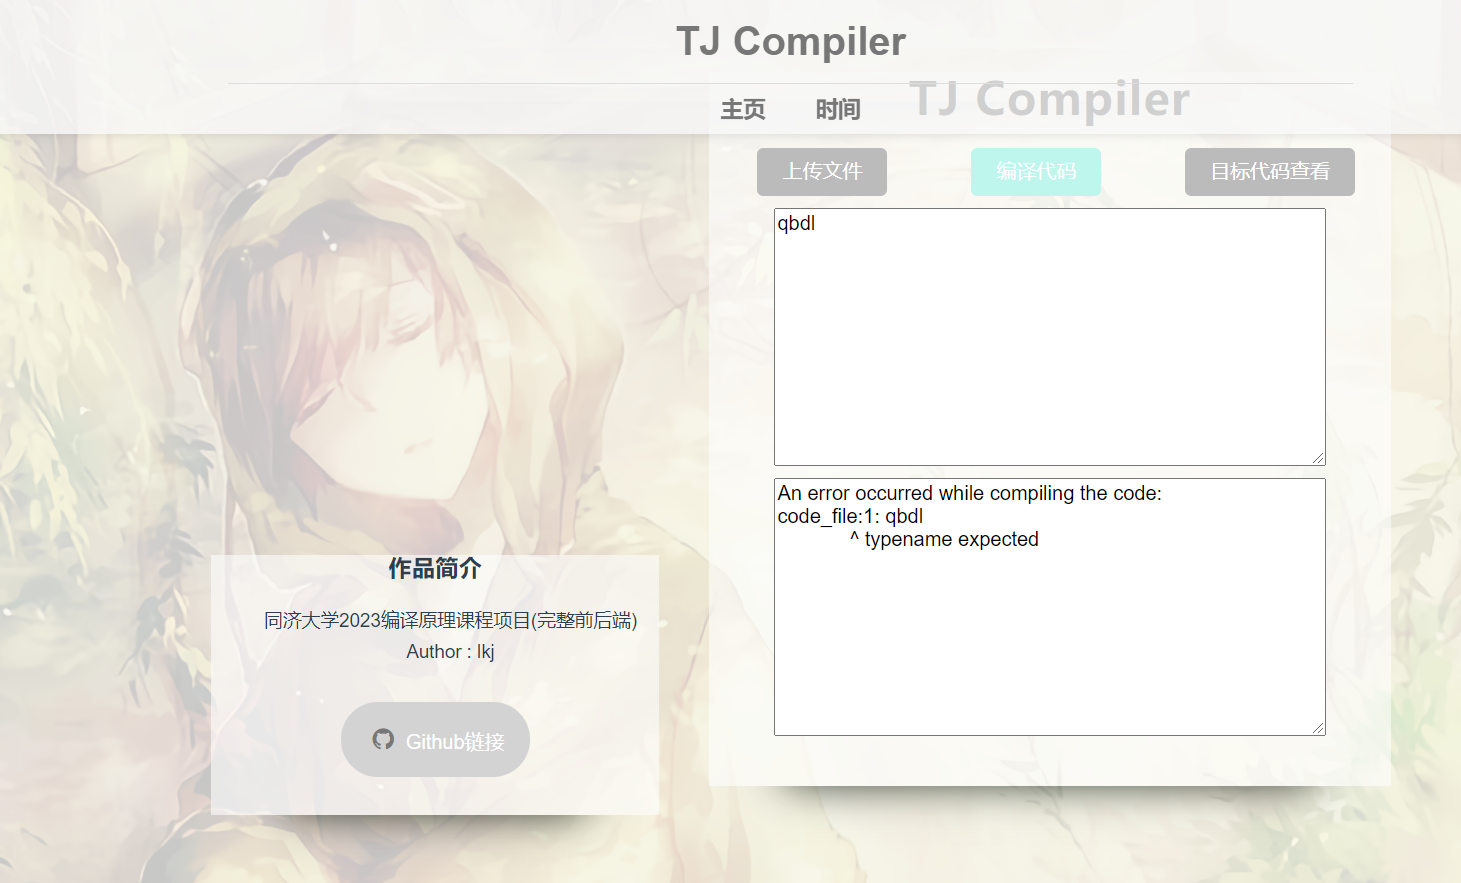 TJ Compiler
主页 时间
TJ Compiler
上传文件 编译代码 目标代码查看
qbdl
An error occurred while compiling the code:
code_file:1: qbdl
^ typename expected
作品简介
同济大学2023编译原理课程项目(完整前后端)
Author : lkj
Github链接